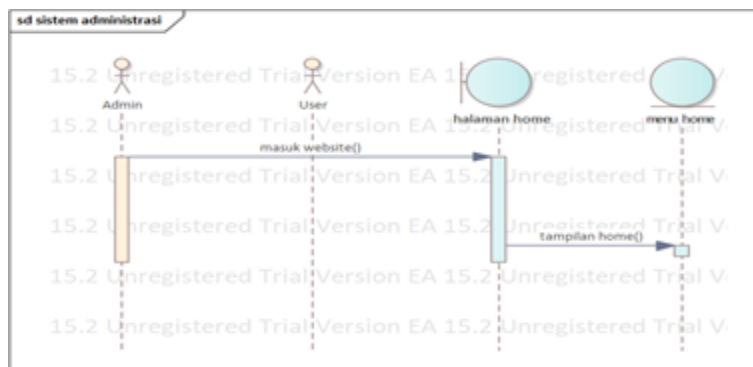 sd sistem administrasi
15.2 Unregistered Trial Version EA 15.2 Unregistered Trial V
Admin
User
halaman home
menu home
15.2 Unregistered Trial Version EA 15.2 Unregistered Trial V
masuk website()
15.2 Unregistered Trial Version EA 15.2 Unregistered Trial V
15.2 Unregistered Trial Version EA 15.2 Unregistered Trial V
tampilan home()
15.2 Unregistered Trial Version EA 15.2 Unregistered Trial V
15.2 Unregistered Trial Version EA 15.2 Unregistered Trial V